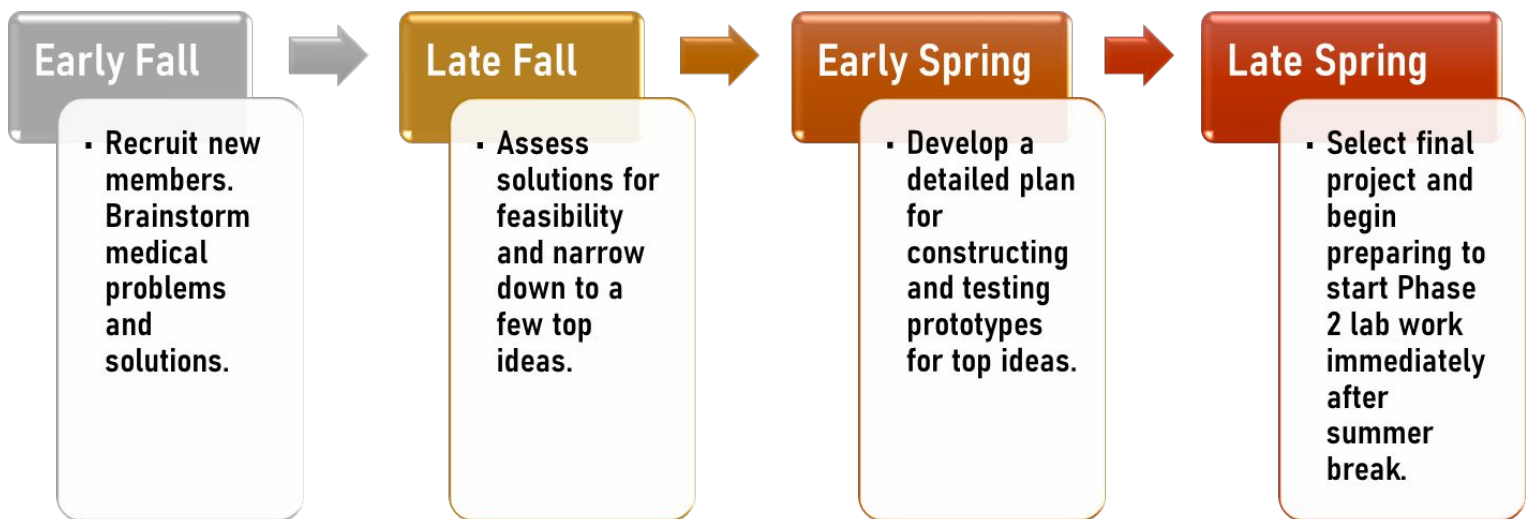 Early Fall
▪ Recruit new
members.
Brainstorm
medical
problems
and
solutions.
Late Fall
▪ Assess
solutions for
feasibility
and narrow
down to a
few top
ideas.
Early Spring
▪ Develop a
detailed plan
for
constructing
and testing
prototypes
for top ideas.
Late Spring
▪ Select final
project and
begin
preparing to
start Phase
2 lab work
immediately
after
summer
break.